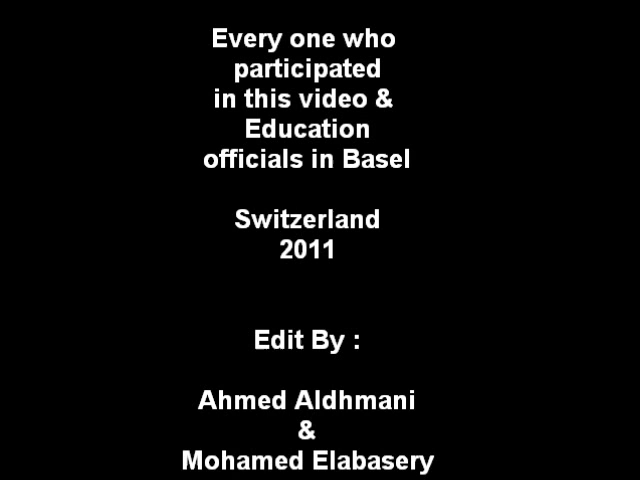 Every one who
participated
in this video &
Education
officials in Basel
Switzerland
2011
Edit By :
Ahmed Aldhmani
&
Mohamed Elabasery